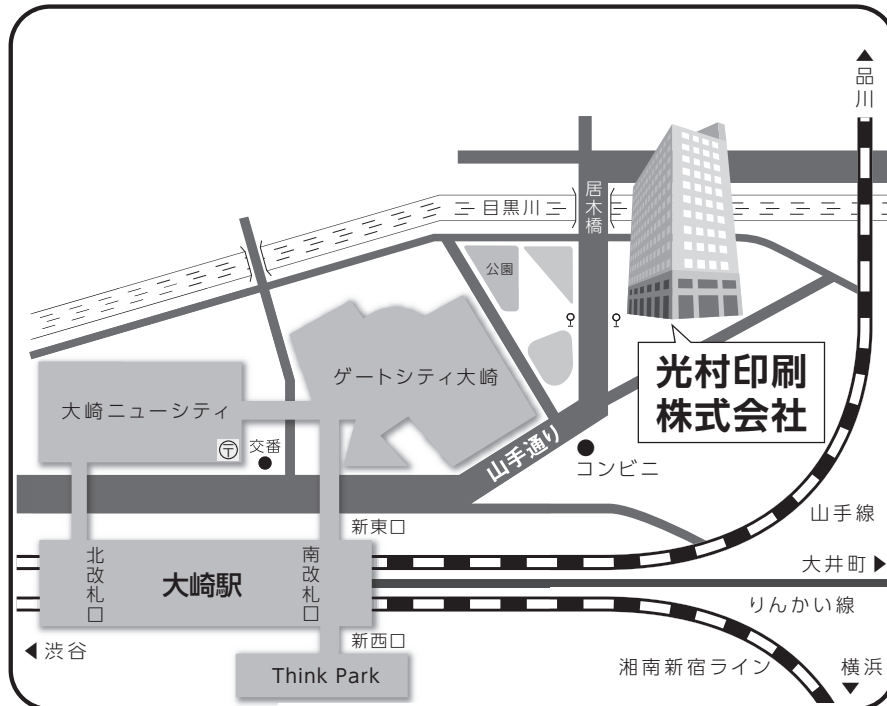 品川
居木橋
目黒川
公園
ゲートシティ大崎
光村印刷
株式会社
大崎ニューシティ
〒
交番
山手通り
コンビニ
山手線
新東口
北改札口
大崎駅
南改札口
大井町
りんかい線
新西口
渋谷
Think Park
湘南新宿ライン
横浜